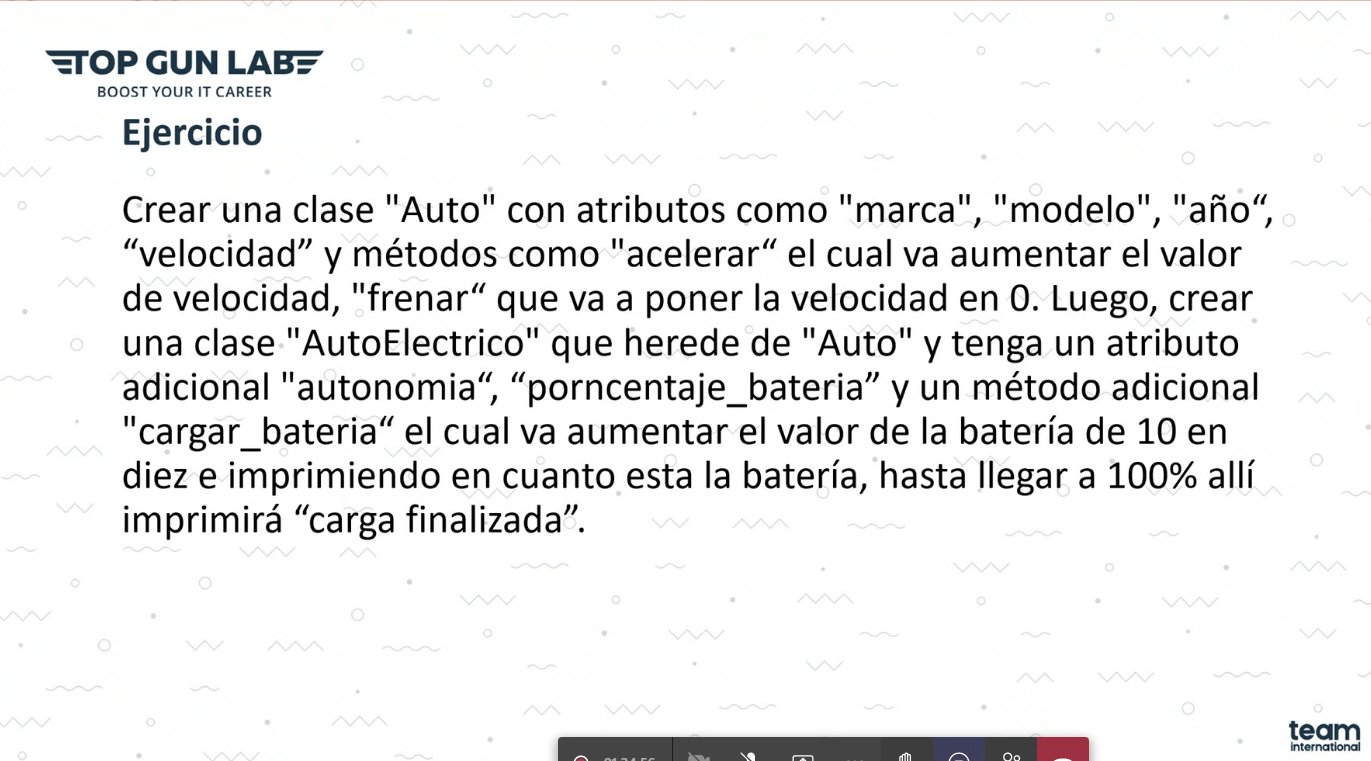 TOP GUN LAB
BOOST YOUR IT CAREER
Ejercicio
Crear una clase "Auto" con atributos como "marca", "modelo", "año“,
“velocidad” y métodos como "acelerar“ el cual va aumentar el valor
de velocidad, "frenar“ que va a poner la velocidad en 0. Luego, crear
una clase "AutoElectrico" que herede de "Auto" y tenga un atributo
adicional "autonomia“, “porncentaje_bateria” y un método adicional
"cargar_bateria“ el cual va aumentar el valor de la batería de 10 en
diez e imprimiendo en cuanto esta la batería, hasta llegar a 100% allí
imprimirá “carga finalizada”.
team
international